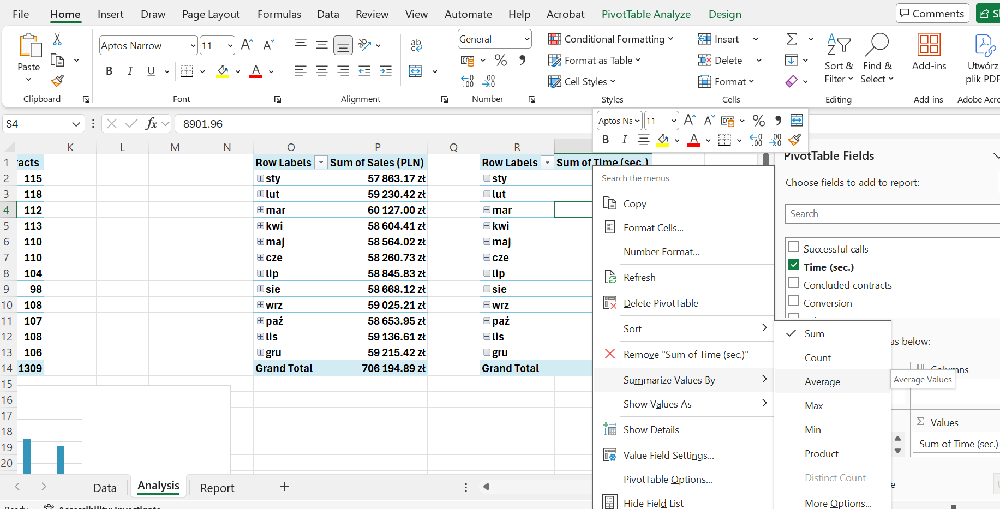 File Home Insert Draw Page Layout Formulas Data Review View Automate Help Acrobat PivotTable Analyze Design Comments
Aptos Narrow 11 General Conditional Formatting Insert
Paste B I U A % Format as Table Delete Sort & Filter Find & Select Add-ins Utwórz plik PDF
Cell Styles Format
Clipboard Font Alignment Number Styles Cells Editing Add-ins Adobe Acro
S4 fx 8901.96
Aptos Na 11 %
B I A
K L M N O P Q R
PivotTable Fields
1 Row Labels Sum of Sales (PLN) Row Labels Sum of Time (sec.)
2 115 sty 57 863.17 zł sty
3 118 lut 59 230.42 zł lut
4 112 mar 60 127.00 zł mar
5 113 kwi 58 604.41 zł kwi
6 110 maj 58 564.02 zł maj
7 110 cze 58 260.73 zł cze
8 104 lip 58 845.83 zł lip
9 98 sie 58 668.12 zł sie
10 108 wrz 59 025.21 zł wrz
11 107 paź 58 653.95 zł paź
12 108 lis 59 136.61 zł lis
13 106 gru 59 215.42 zł gru
14 1309 Grand Total 706 194.89 zł Grand Total
15
16
17
18
19
20
Search the menus
Copy
Format Cells...
Number Format...
Refresh
Delete PivotTable
Sort
Remove "Sum of Time (sec.)"
Summarize Values By
Show Values As
Show Details
Value Field Settings...
PivotTable Options...
Hide Field List
Sum
Count
Average
Max
Min
Product
Distinct Count
More Options...
Average Values
Choose fields to add to report:
Search
Successful calls
Time (sec.)
Concluded contracts
Conversion
as below:
Columns
Σ Values
Sum of Time (sec.)
Data Analysis Report
Accessibility: Investigate